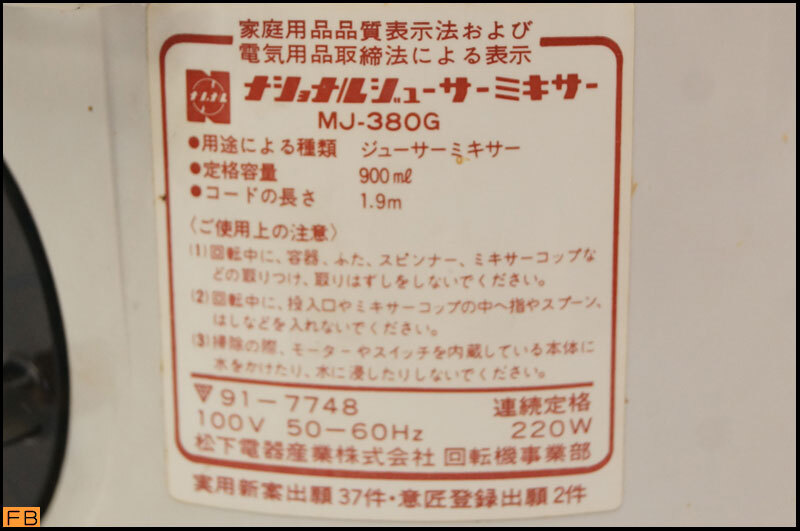 家庭用品品質表示法および
電気用品取締法による表示
ナショナル
ナショナルジューサーミキサー
MJ-380G
●用途による種類 ジューサーミキサー
●定格容量 900ml
●コードの長さ 1.9m
〈ご使用上の注意〉
(1)回転中に、容器、ふた、スピンナー、ミキサーコップな
どの取りつけ、取りはずしをしないでください。
(2)回転中に、投入口やミキサーコップの中へ指やスプーン、
はしなどを入れないでください。
(3)掃除の際、モーターやスイッチを内蔵している本体に
水をかけたり、水に浸したりしないでください。
▽91-7748 連続定格
100V 50-60Hz 220W
松下電器産業株式会社 回転機事業部
実用新案出願37件・意匠登録出願2件
FB